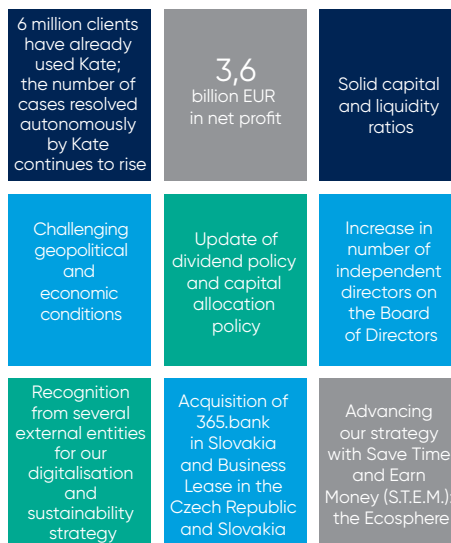 6 million clients
have already
used Kate;
the number of
cases resolved
autonomously
by Kate
continues to rise
3,6
billion EUR
in net profit
Solid capital
and liquidity
ratios
Challenging
geopolitical
and
economic
conditions
Update of
dividend policy
and capital
allocation
policy
Increase in
number of
independent
directors on
the Board
of Directors
Recognition
from several
external entities
for our
digitalisation
and
sustainability
strategy
Acquisition of
365.bank
in Slovakia
and Business
Lease in the
Czech Republic
and Slovakia
Advancing
our strategy
with Save Time
and Earn
Money (S.T.E.M.):
the Ecosphere